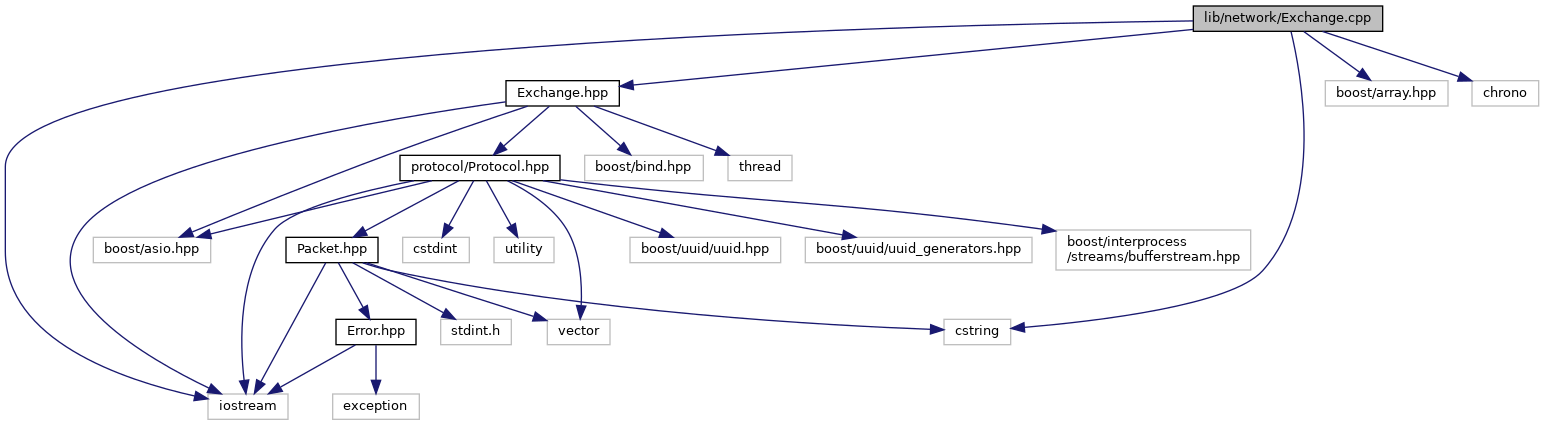 lib/network/Exchange.cpp
Exchange.hpp
boost/array.hpp
chrono
protocol/Protocol.hpp
boost/bind.hpp
thread
boost/asio.hpp
Packet.hpp
cstdint
utility
boost/uuid/uuid.hpp
boost/uuid/uuid_generators.hpp
boost/interprocess
/streams/bufferstream.hpp
Error.hpp
stdint.h
vector
cstring
iostream
exception